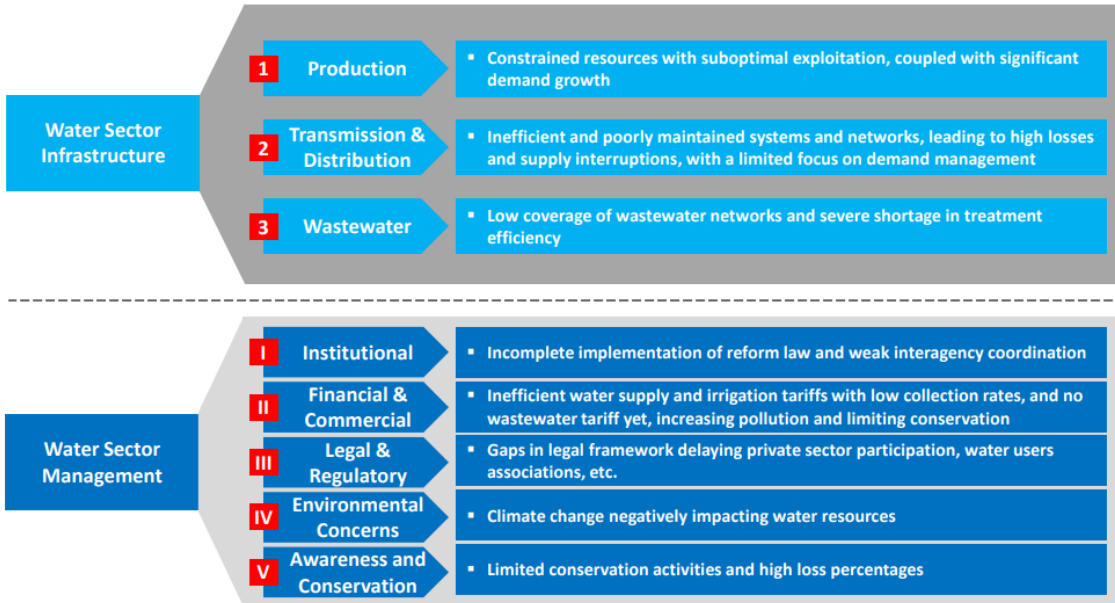 Water Sector
Infrastructure
1
Production
▪ Constrained resources with suboptimal exploitation, coupled with significant
demand growth
2
Transmission &
Distribution
▪ Inefficient and poorly maintained systems and networks, leading to high losses
and supply interruptions, with a limited focus on demand management
3
Wastewater
▪ Low coverage of wastewater networks and severe shortage in treatment
efficiency
Water Sector
Management
I
Institutional
▪ Incomplete implementation of reform law and weak interagency coordination
II
Financial &
Commercial
▪ Inefficient water supply and irrigation tariffs with low collection rates, and no
wastewater tariff yet, increasing pollution and limiting conservation
III
Legal &
Regulatory
▪ Gaps in legal framework delaying private sector participation, water users
associations, etc.
IV
Environmental
Concerns
▪ Climate change negatively impacting water resources
V
Awareness and
Conservation
▪ Limited conservation activities and high loss percentages